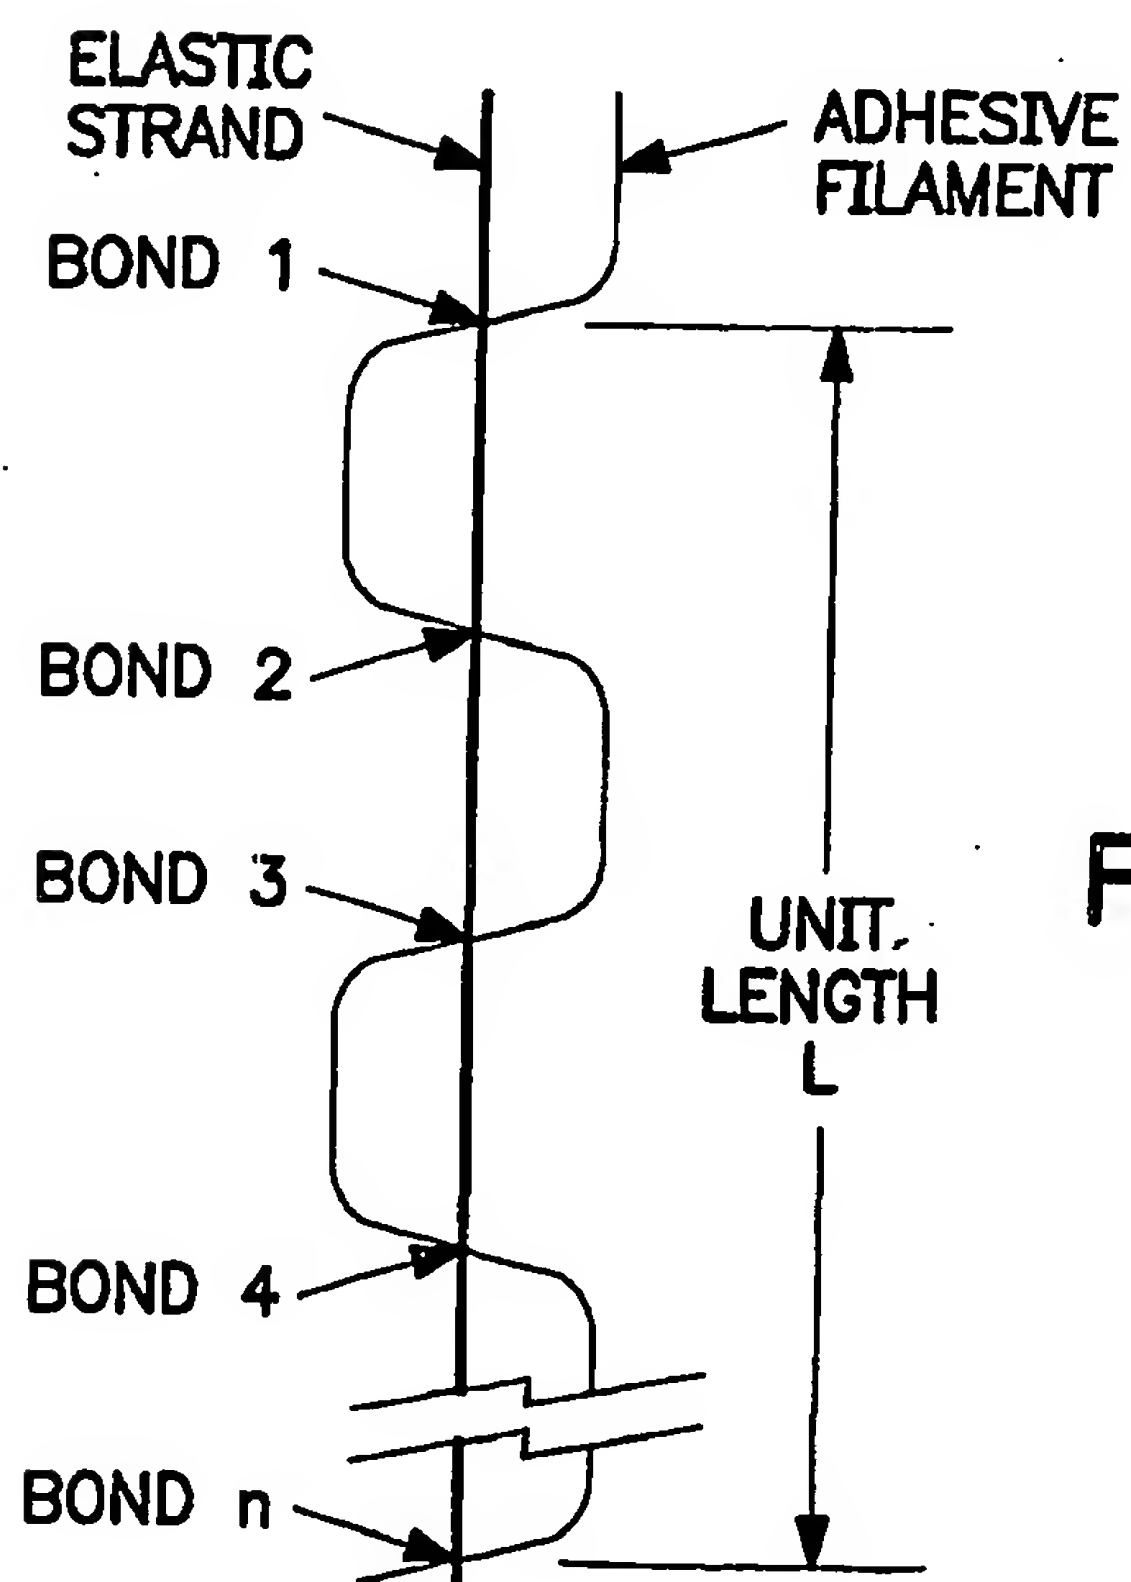 ELASTIC
STRAND
ADHESIVE
FILAMENT
BOND 1
BOND 2
BOND 3
UNIT
LENGTH
L
BOND 4
BOND n
F